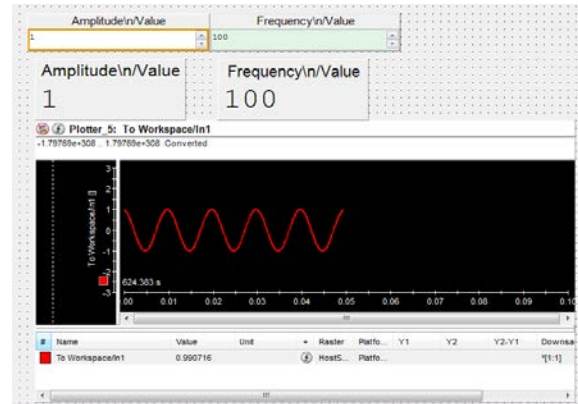 Amplitude\n/Value Frequency\n/Value
1 100
Amplitude\n/Value Frequency\n/Value
1 100
Plotter_5: To Workspace/In1
-1.79769e+308 .. 1.79769e+308 Converted
To Workspace/In1 []
3
2
1
0
-1
-2
-3
624.383 s
.00 0.01 0.02 0.03 0.04 0.05 0.06 0.07 0.08 0.09 0.10
# Name Value Unit Raster Platfo... Y1 Y2 Y2-Y1 Downsa
To Workspace/In1 0.990716 HostS... Platfo... *[1:1]